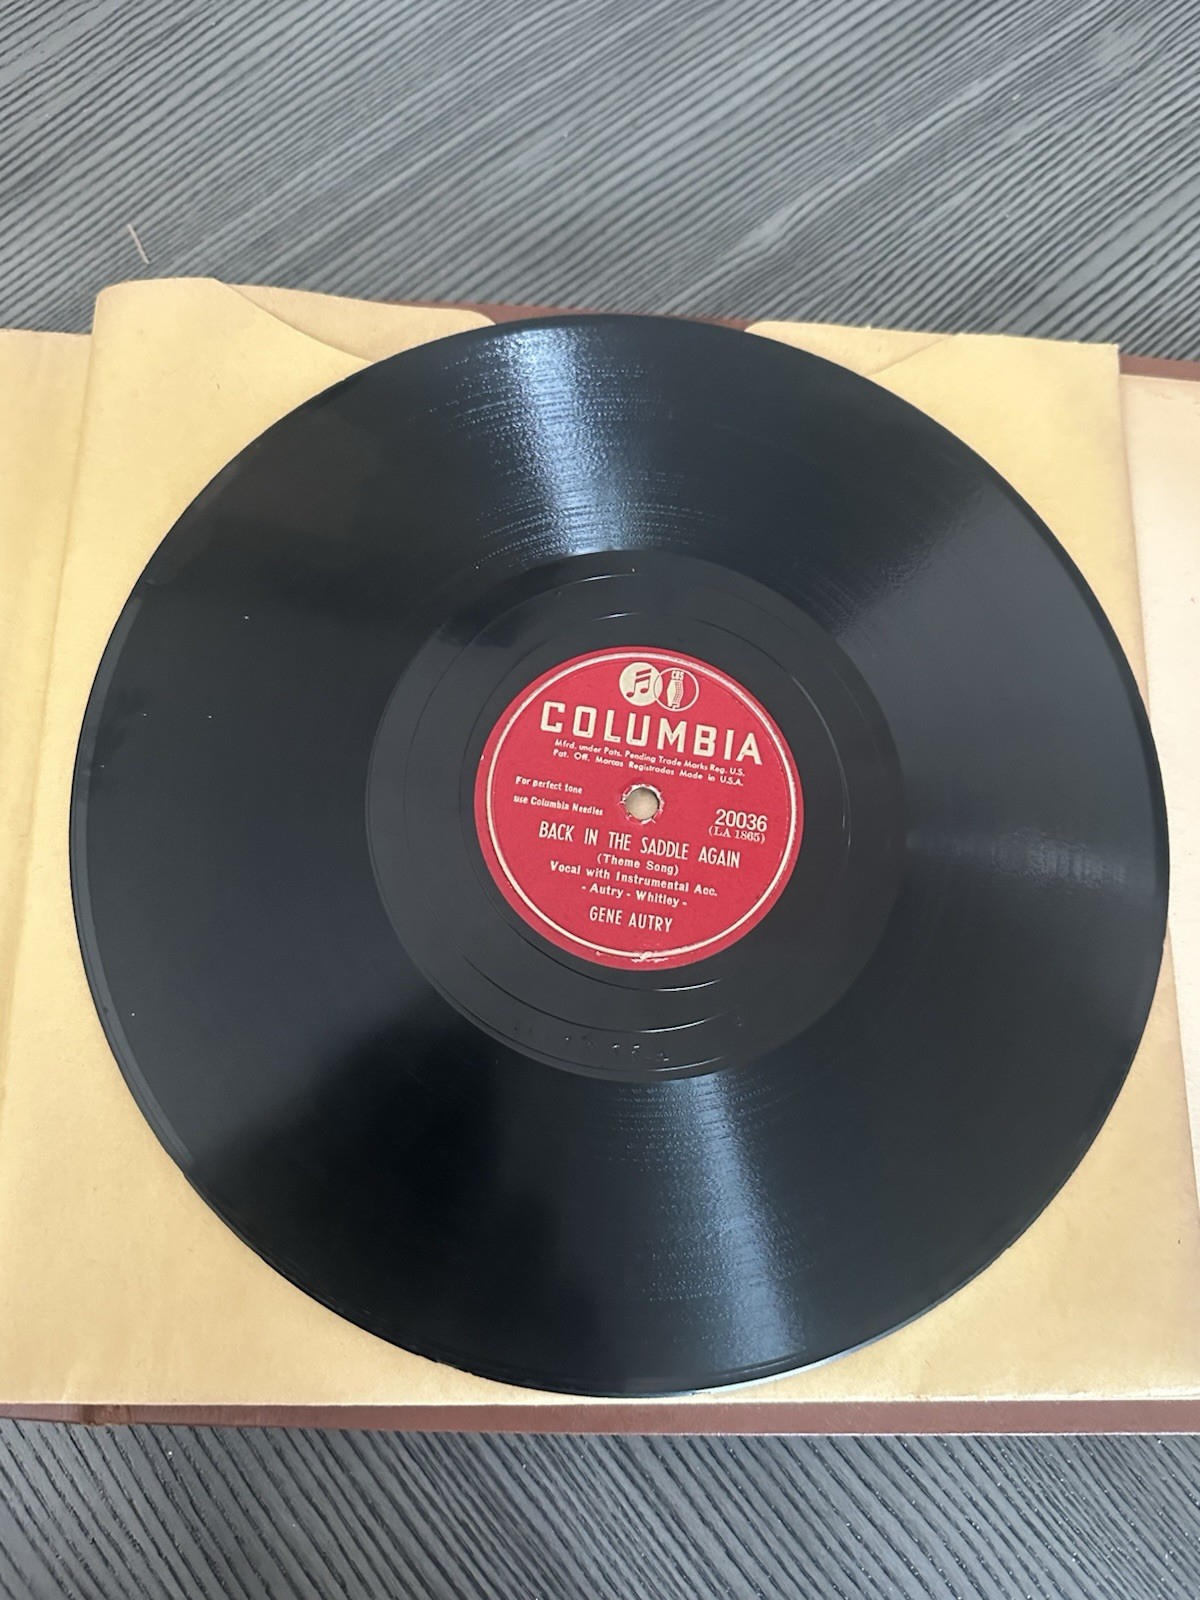 CBS
COLUMBIA
Mfrd. under Pats. Pending Trade Marks Reg. U.S.
Pat. Off. Marcas Registradas Made in U.S.A.
For perfect tone
use Columbia Needles
20036
(LA 1865)
BACK IN THE SADDLE AGAIN
(Theme Song)
Vocal with Instrumental Acc.
- Autry - Whitley -
GENE AUTRY